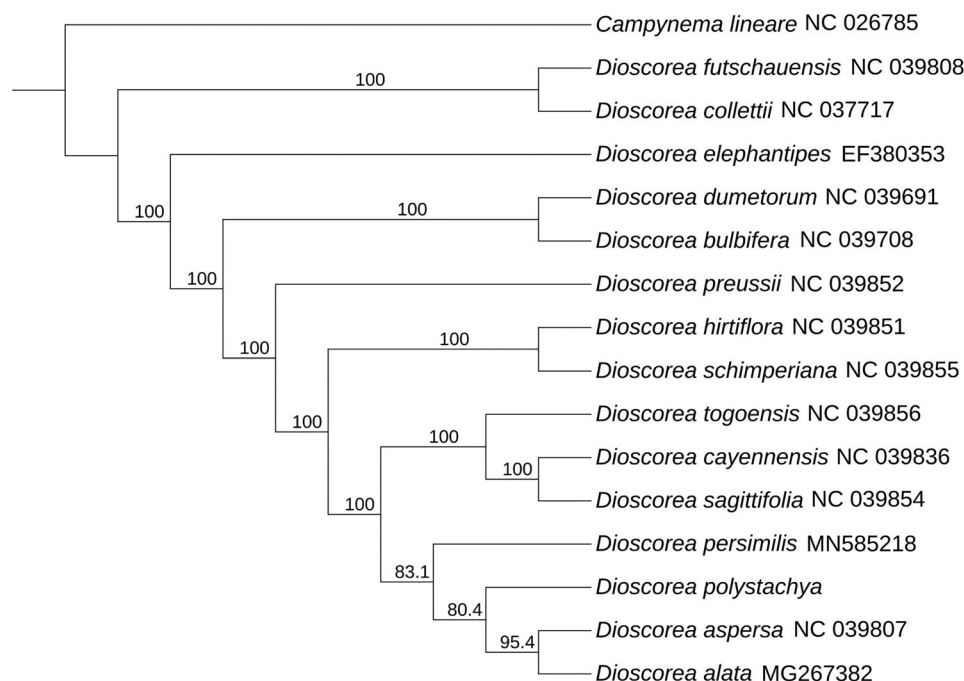 Campynema lineare NC 026785
100
Dioscorea futschauensis NC 039808
Dioscorea collettii NC 037717
Dioscorea elephantipes EF380353
100
100
Dioscorea dumetorum NC 039691
Dioscorea bulbifera NC 039708
100
Dioscorea preussii NC 039852
100
100
Dioscorea hirtiflora NC 039851
Dioscorea schimperiana NC 039855
100
100
Dioscorea togoensis NC 039856
100
Dioscorea cayennensis NC 039836
Dioscorea sagittifolia NC 039854
100
Dioscorea persimilis MN585218
83.1
Dioscorea polystachya
80.4
Dioscorea aspersa NC 039807
95.4
Dioscorea alata MG267382